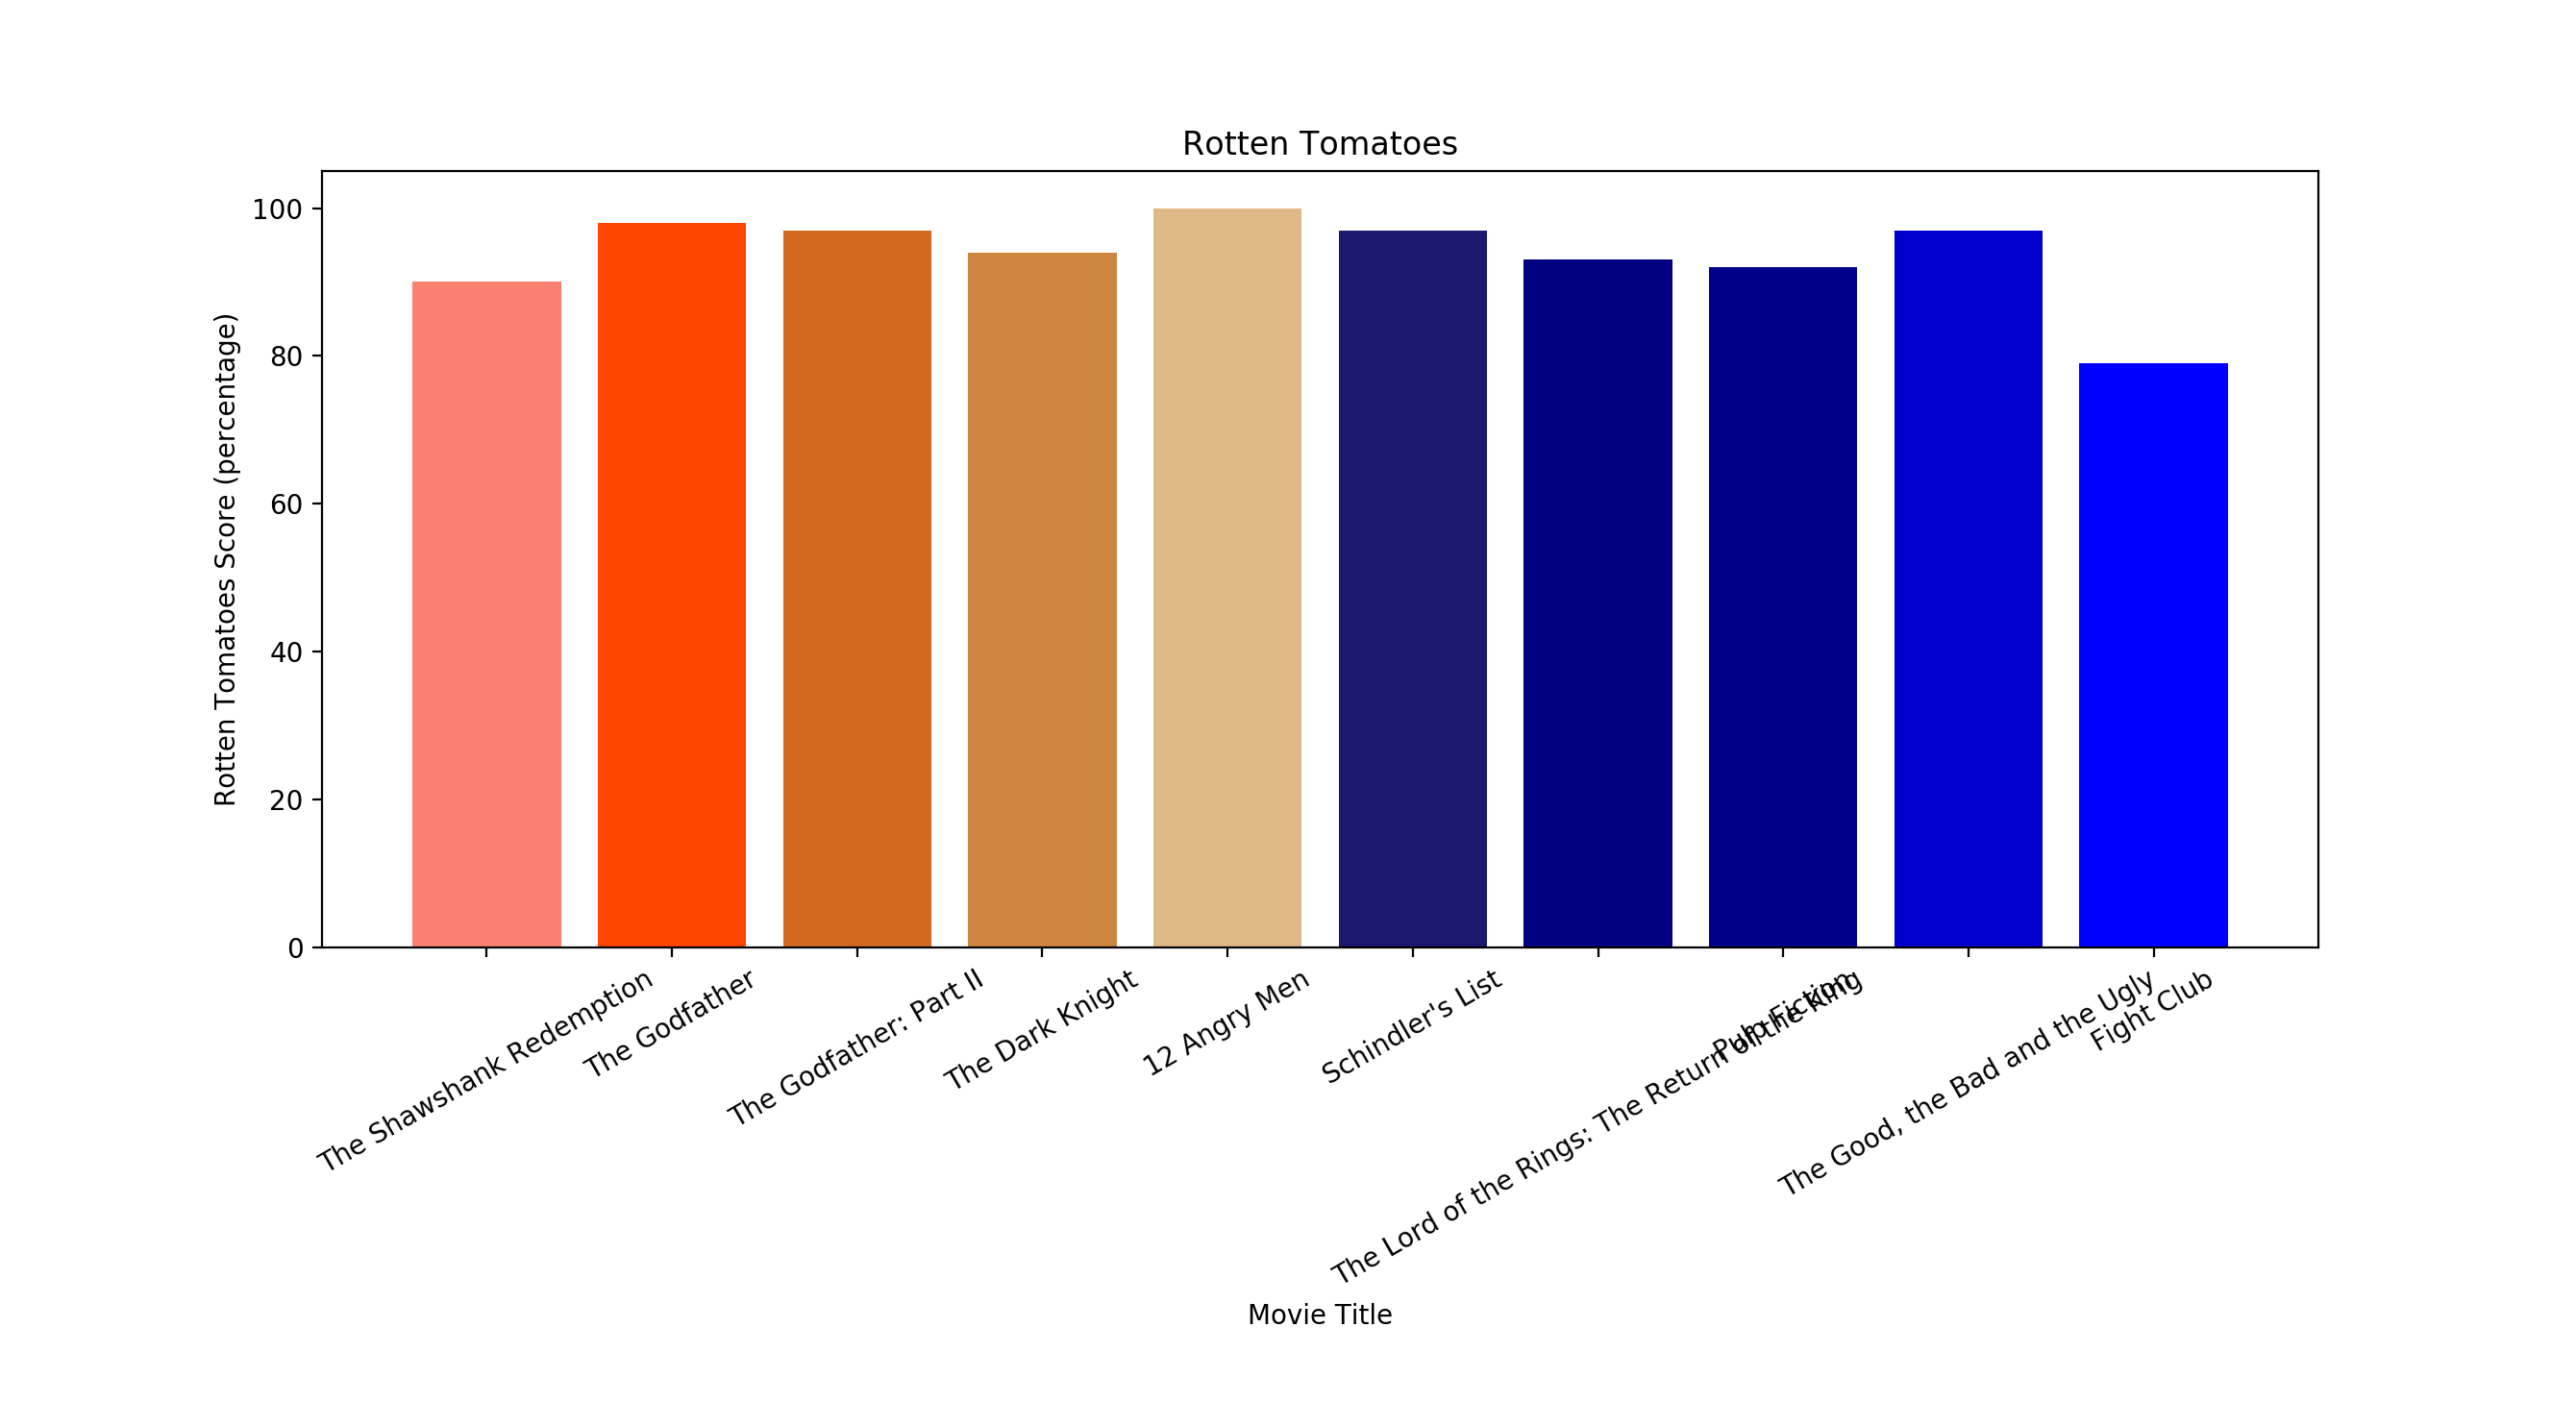 Rotten Tomatoes
Rotten Tomatoes Score (percentage)
100
80
60
40
20
0
The Shawshank Redemption
The Godfather
The Godfather: Part II
The Dark Knight
12 Angry Men
Schindler's List
The Lord of the Rings: The Return of the King
Pulp Fiction
The Good, the Bad and the Ugly
Fight Club
Movie Title